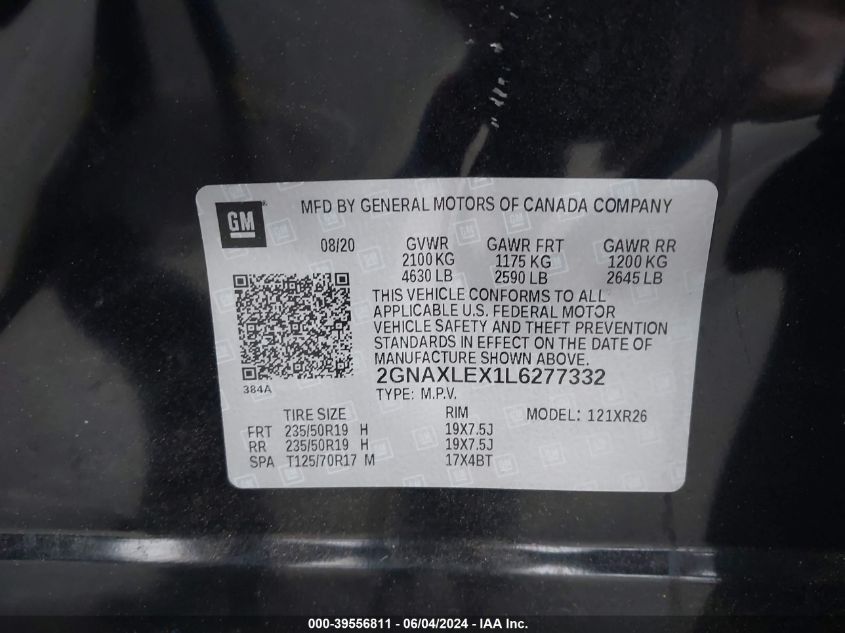 GM MFD BY GENERAL MOTORS OF CANADA COMPANY
08/20 GVWR GAWR FRT GAWR RR
2100 KG 1175 KG 1200 KG
4630 LB 2590 LB 2645 LB
THIS VEHICLE CONFORMS TO ALL
APPLICABLE U.S. FEDERAL MOTOR
VEHICLE SAFETY AND THEFT PREVENTION
STANDARDS IN EFFECT ON THE DATE OF
MANUFACTURE SHOWN ABOVE.
2GNAXLEX1L6277332
384A
TYPE: M.P.V.
TIRE SIZE RIM MODEL: 121XR26
FRT 235/50R19 H 19X7.5J
RR 235/50R19 H 19X7.5J
SPA T125/70R17 M 17X4BT
000-39556811 - 06/04/2024 - IAA Inc.